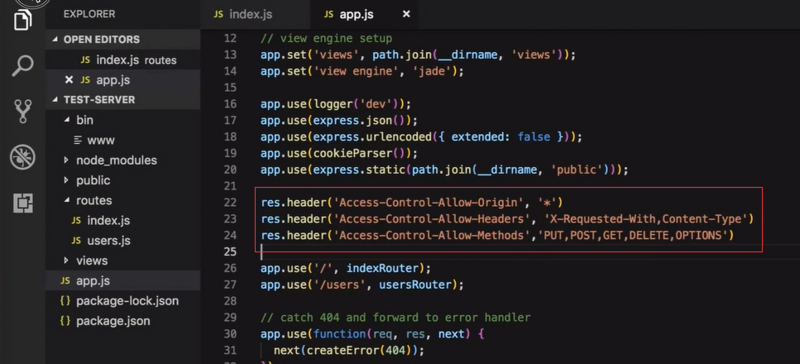 EXPLORER
OPEN EDITORS
JS index.js routes
× JS app.js
TEST-SERVER
bin
www
node_modules
public
routes
JS index.js
JS users.js
views
JS app.js
{} package-lock.json
{} package.json
JS index.js
JS app.js ×
12 // view engine setup
13 app.set('views', path.join(__dirname, 'views'));
14 app.set('view engine', 'jade');
15
16 app.use(logger('dev'));
17 app.use(express.json());
18 app.use(express.urlencoded({ extended: false }));
19 app.use(cookieParser());
20 app.use(express.static(path.join(__dirname, 'public')));
21
22 res.header('Access-Control-Allow-Origin', '*')
23 res.header('Access-Control-Allow-Headers', 'X-Requested-With,Content-Type')
24 res.header('Access-Control-Allow-Methods','PUT,POST,GET,DELETE,OPTIONS')
25
26 app.use('/', indexRouter);
27 app.use('/users', usersRouter);
28
29 // catch 404 and forward to error handler
30 app.use(function(req, res, next) {
31 next(createError(404));